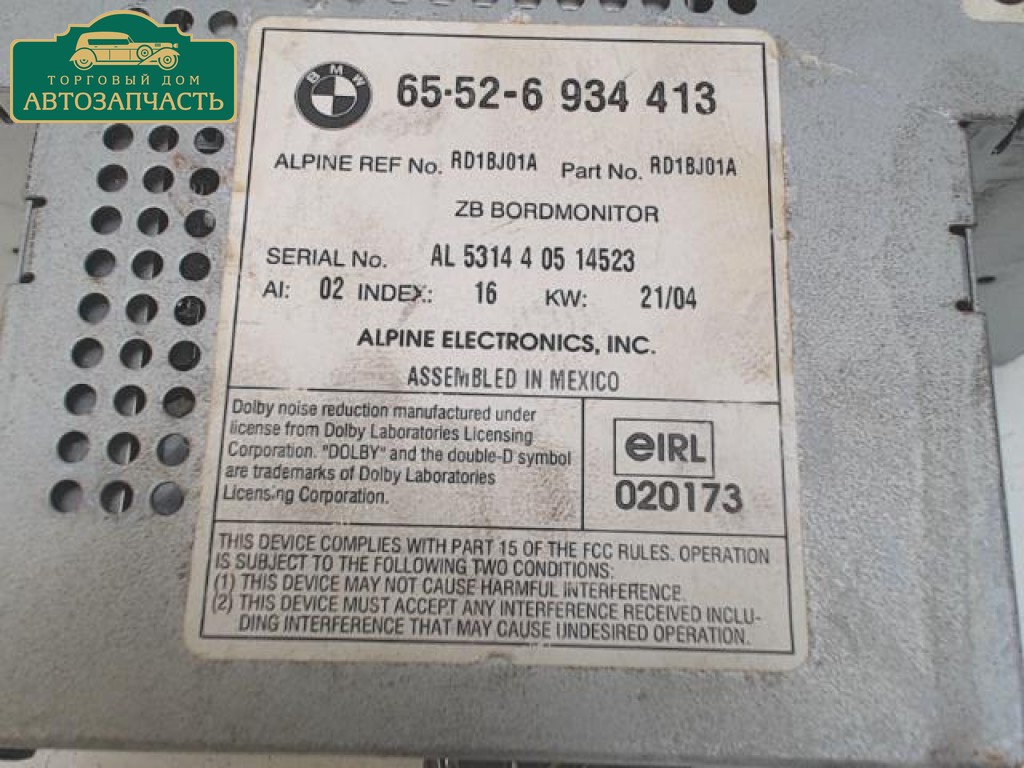 ТОРГОВЫЙ ДОМ
АВТОЗАПЧАСТЬ
BMW 65·52-6 934 413
ALPINE REF No. RD1BJ01A Part No. RD1BJ01A
ZB BORDMONITOR
SERIAL No. AL 5314 4 05 14523
AI: 02 INDEX: 16 KW: 21/04
ALPINE ELECTRONICS, INC.
ASSEMBLED IN MEXICO
Dolby noise reduction manufactured under
license from Dolby Laboratories Licensing
Corporation. "DOLBY" and the double-D symbol
are trademarks of Dolby Laboratories
Licensing Corporation.
eIRL
020173
THIS DEVICE COMPLIES WITH PART 15 OF THE FCC RULES. OPERATION
IS SUBJECT TO THE FOLLOWING TWO CONDITIONS:
(1) THIS DEVICE MAY NOT CAUSE HARMFUL INTERFERENCE.
(2) THIS DEVICE MUST ACCEPT ANY INTERFERENCE RECEIVED INCLU-
DING INTERFERENCE THAT MAY CAUSE UNDESIRED OPERATION.